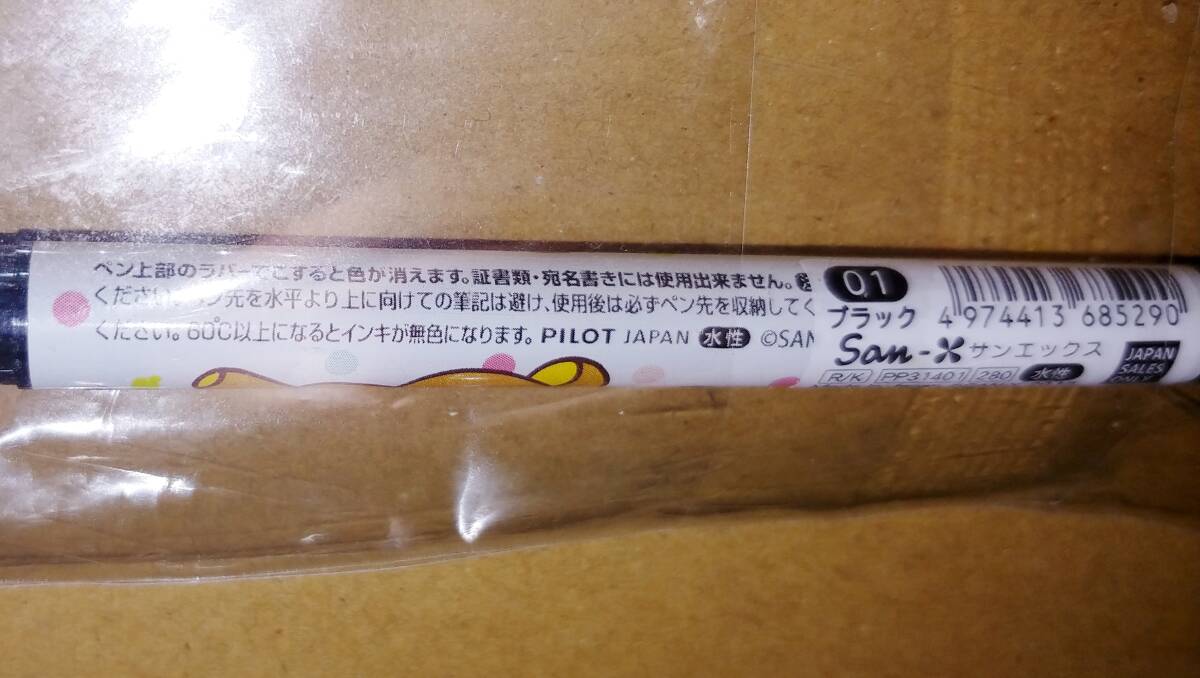 ペン上部のラバーでこすると色が消えます。証書類・宛名書きには使用出来ません。
ください。ペン先を水平より上に向けての筆記は避け、使用後は必ずペン先を収納してく
ください。60℃以上になるとインキが無色になります。PILOT JAPAN 水性 ©SAN
01
ブラック
4 974413 685290
San-X サンエックス
R/K PP31401 280 水性
JAPAN
SALES
ONLY